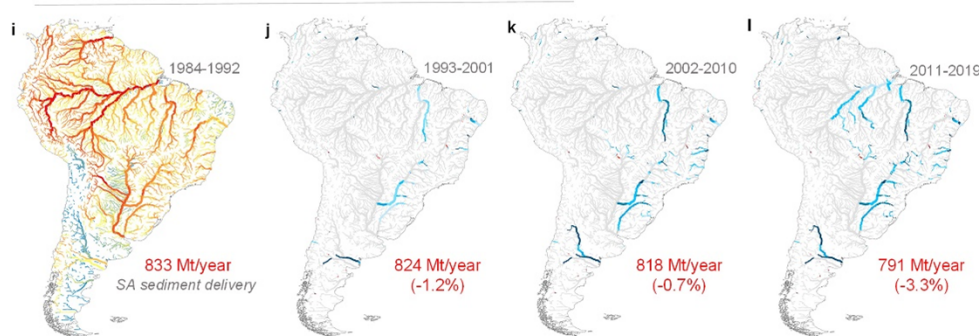 i
1984-1992
833 Mt/year
SA sediment delivery
j
1993-2001
824 Mt/year
(-1.2%)
k
2002-2010
818 Mt/year
(-0.7%)
l
2011-2019
791 Mt/year
(-3.3%)